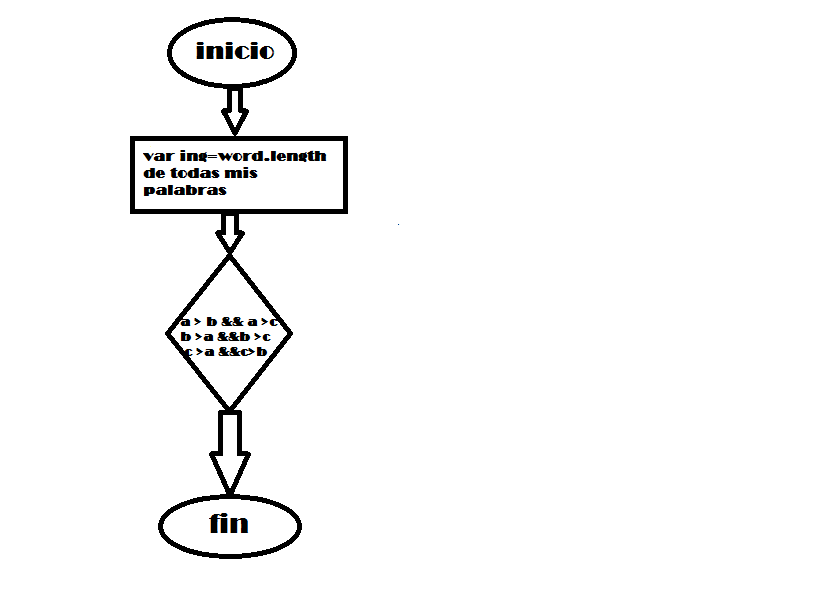 inicio
var ing=word.length
de todas mis
palabras
a > b && a >c
b >a &&b >c
c >a &&c>b
fin